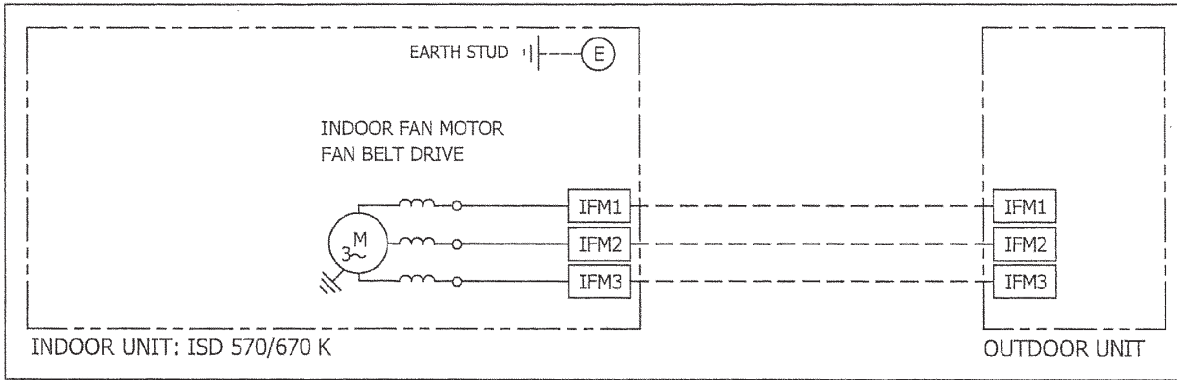 EARTH STUD E
INDOOR FAN MOTOR
FAN BELT DRIVE
IFM1 IFM1
M
3~
IFM2 IFM2
IFM3 IFM3
INDOOR UNIT: ISD 570/670 K
OUTDOOR UNIT